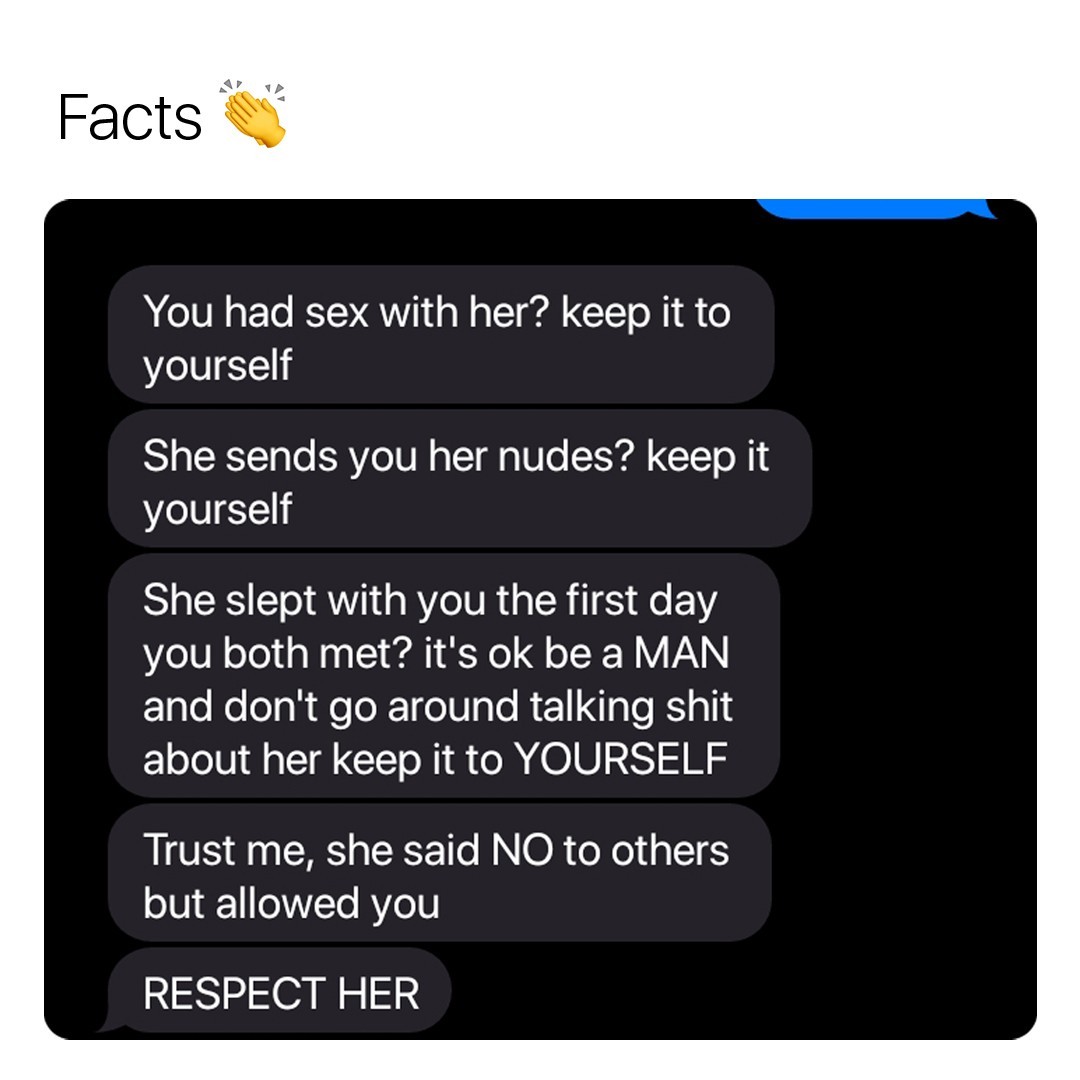 Facts 👏
You had sex with her? keep it to
yourself
She sends you her nudes? keep it
yourself
She slept with you the first day
you both met? it's ok be a MAN
and don't go around talking shit
about her keep it to YOURSELF
Trust me, she said NO to others
but allowed you
RESPECT HER